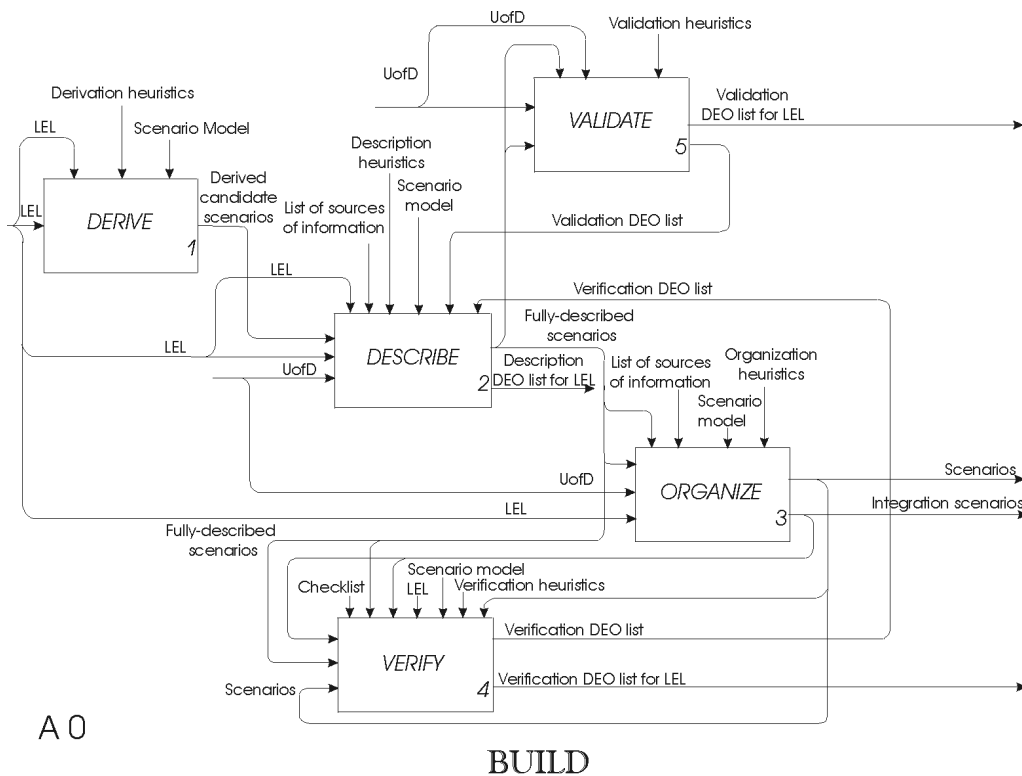 UofD
Validation heuristics
UofD
Validation
DEO list for LEL
VALIDATE
5
Derivation heuristics
LEL
Scenario Model
Description
heuristics
Derived
candidate
scenarios
Scenario
model
List of sources
of information
LEL
DERIVE
1
Validation DEO list
LEL
Verification DEO list
Fully-described
scenarios
LEL
DESCRIBE
2
UofD
Description
DEO list for LEL
List of sources
of information
Organization
heuristics
Scenario
model
Scenarios
UofD
ORGANIZE
3
Integration scenarios
LEL
Fully-described
scenarios
Scenario model
Checklist
LEL
Verification heuristics
Verification DEO list
VERIFY
4
Verification DEO list for LEL
Scenarios
A 0
BUILD